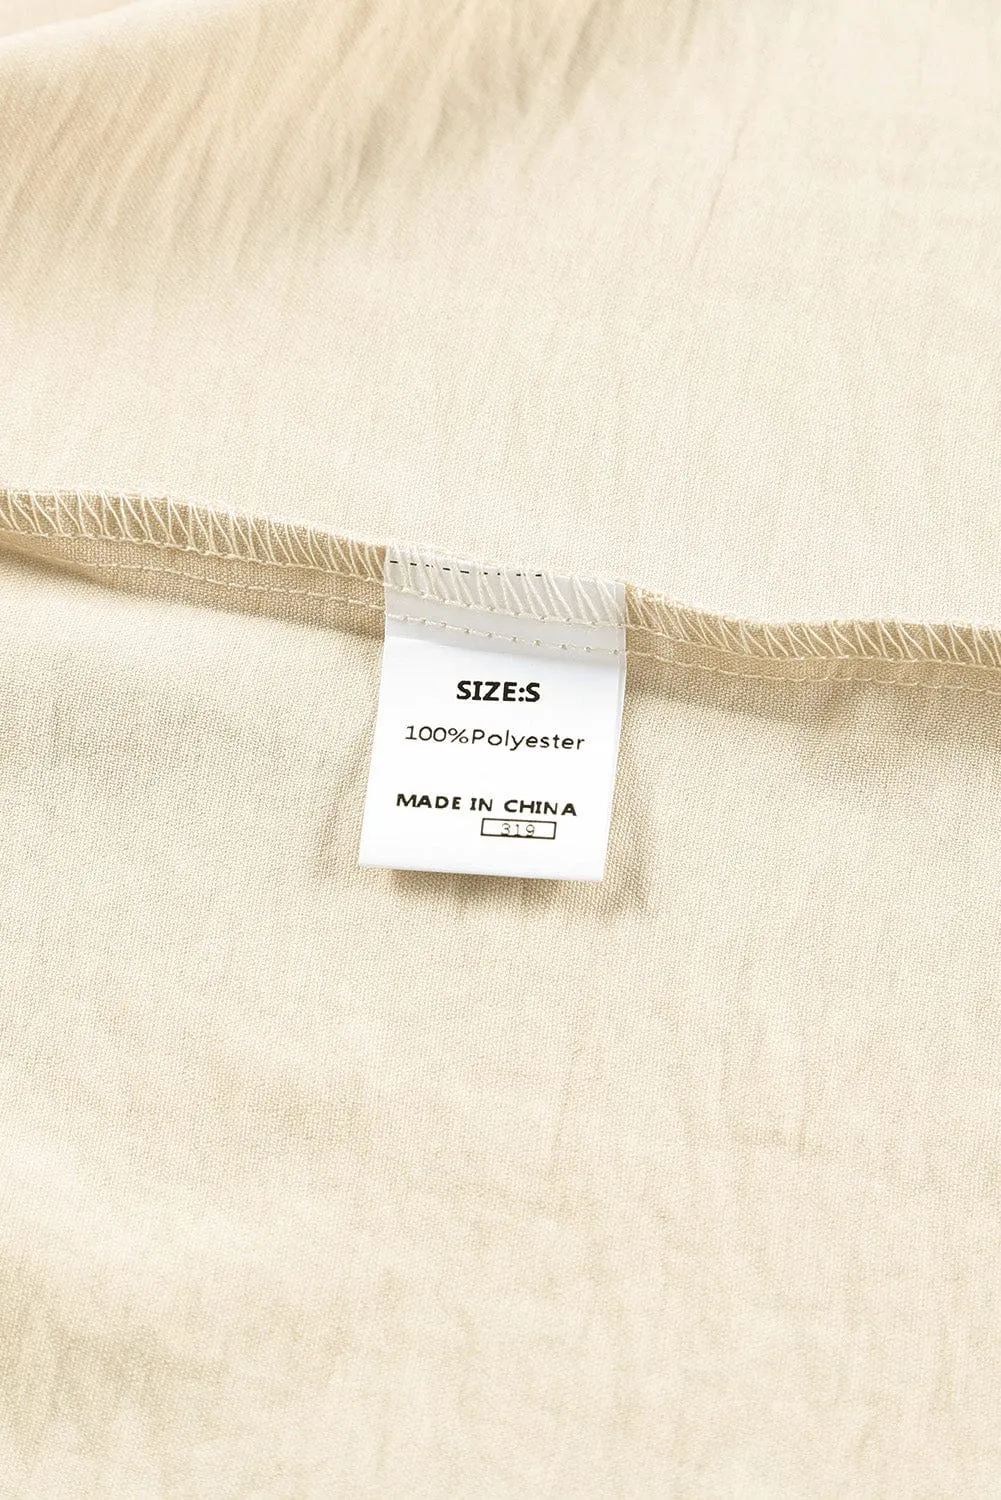 SIZE:S
100%Polyester
MADE IN CHINA
319